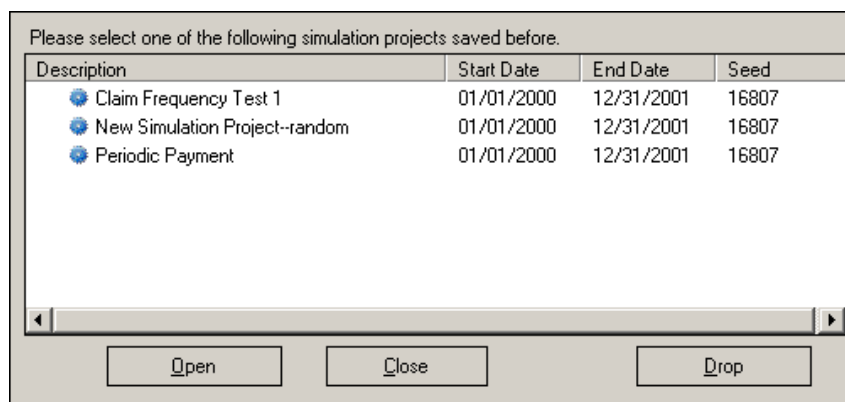 Please select one of the following simulation projects saved before.
Description Start Date End Date Seed
Claim Frequency Test 1 01/01/2000 12/31/2001 16807
New Simulation Project--random 01/01/2000 12/31/2001 16807
Periodic Payment 01/01/2000 12/31/2001 16807
Open Close Drop